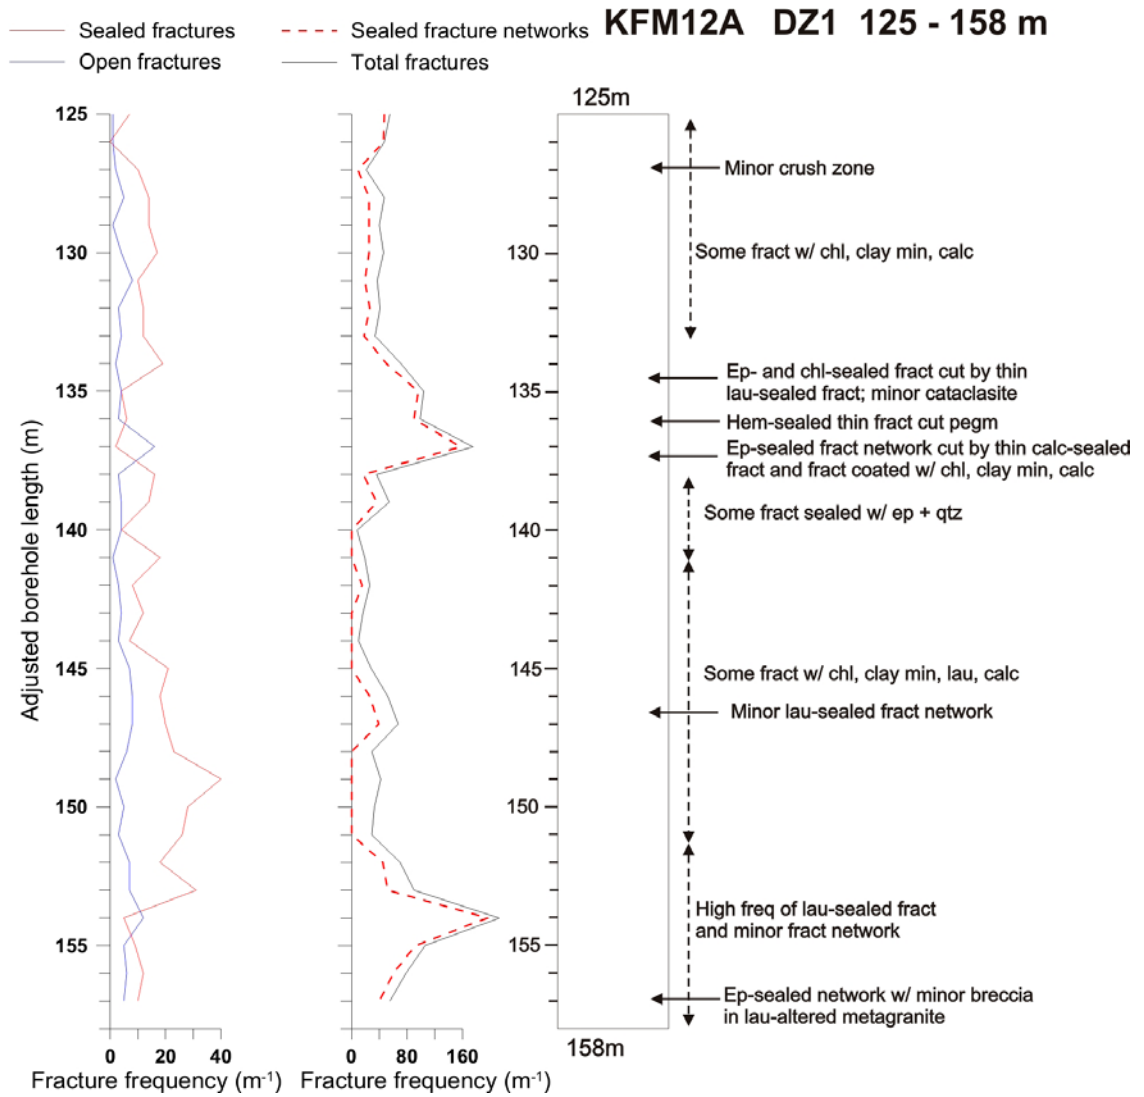 Sealed fractures
Open fractures
Sealed fracture networks
Total fractures
KFM12A DZ1 125 - 158 m
Adjusted borehole length (m)
125
130
135
140
145
150
155
0 20 40
Fracture frequency (m-1)
0 80 160
Fracture frequency (m-1)
125m
130
135
140
145
150
155
158m
Minor crush zone
Some fract w/ chl, clay min, calc
Ep- and chl-sealed fract cut by thin
lau-sealed fract; minor cataclasite
Hem-sealed thin fract cut pegm
Ep-sealed fract network cut by thin calc-sealed
fract and fract coated w/ chl, clay min, calc
Some fract sealed w/ ep + qtz
Some fract w/ chl, clay min, lau, calc
Minor lau-sealed fract network
High freq of lau-sealed fract
and minor fract network
Ep-sealed network w/ minor breccia
in lau-altered metagranite